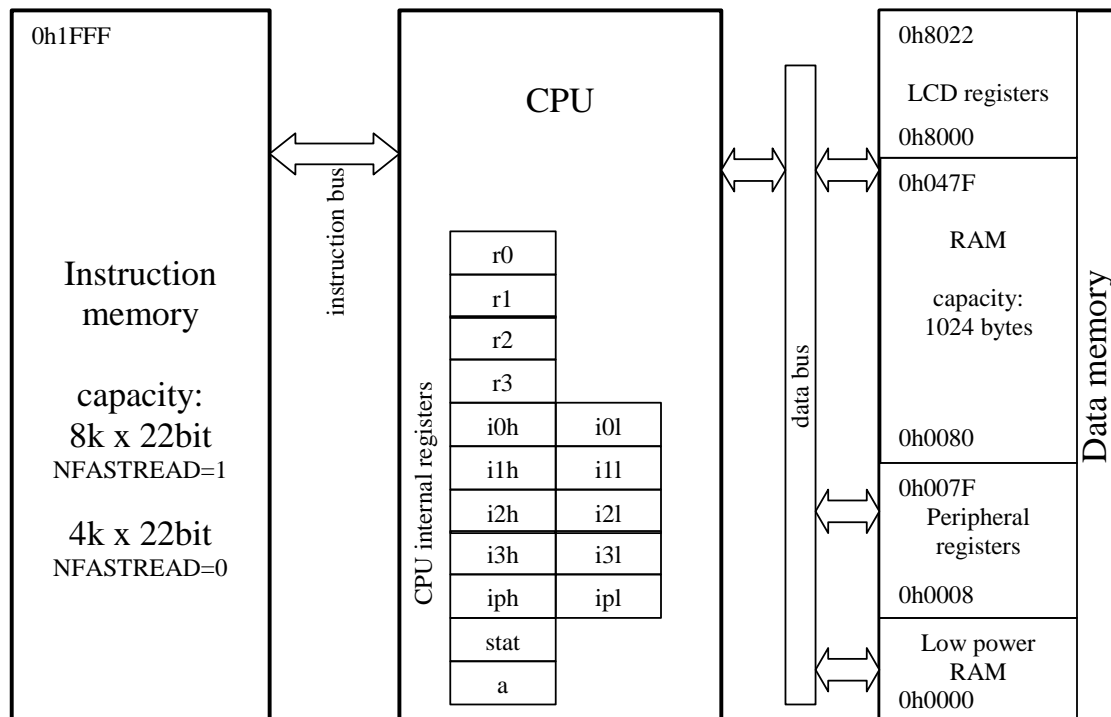 0h1FFF
Instruction
memory
capacity:
8k x 22bit
NFASTREAD=1
4k x 22bit
NFASTREAD=0
instruction bus
CPU
CPU internal registers
r0
r1
r2
r3
i0h i0l
i1h i1l
i2h i2l
i3h i3l
iph ipl
stat
a
data bus
0h8022
LCD registers
0h8000
0h047F
RAM
capacity:
1024 bytes
0h0080
0h007F
Peripheral
registers
0h0008
Low power
RAM
0h0000
Data memory